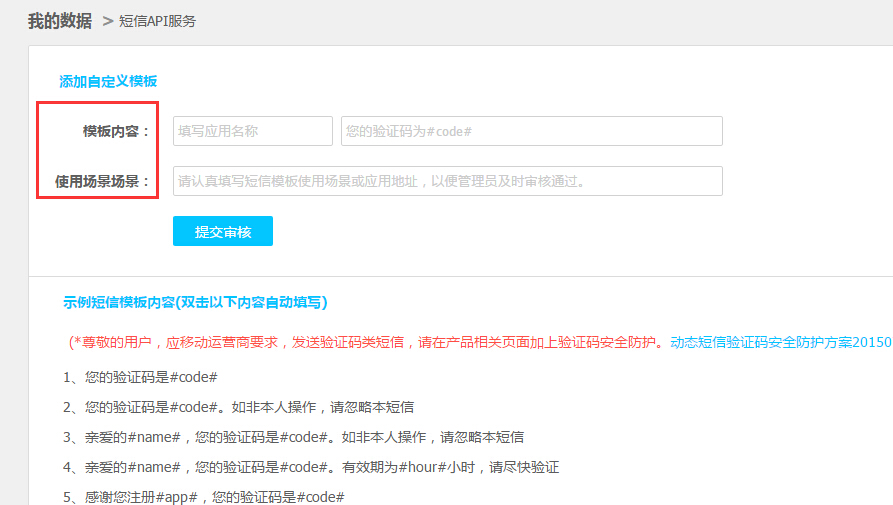 我的数据 > 短信API服务
添加自定义模板
模板内容： 填写应用名称 您的验证码为#code#
使用场景场景： 请认真填写短信模板使用场景或应用地址，以便管理员及时审核通过。
提交审核
示例短信模板内容(双击以下内容自动填写)
(*尊敬的用户，应移动运营商要求，发送验证码类短信，请在产品相关页面加上验证码安全防护。动态短信验证码安全防护方案20150
1、您的验证码是#code#
2、您的验证码是#code#。如非本人操作，请忽略本短信
3、亲爱的#name#，您的验证码是#code#。如非本人操作，请忽略本短信
4、亲爱的#name#，您的验证码是#code#。有效期为#hour#小时，请尽快验证
5、感谢您注册#app#，您的验证码是#code#